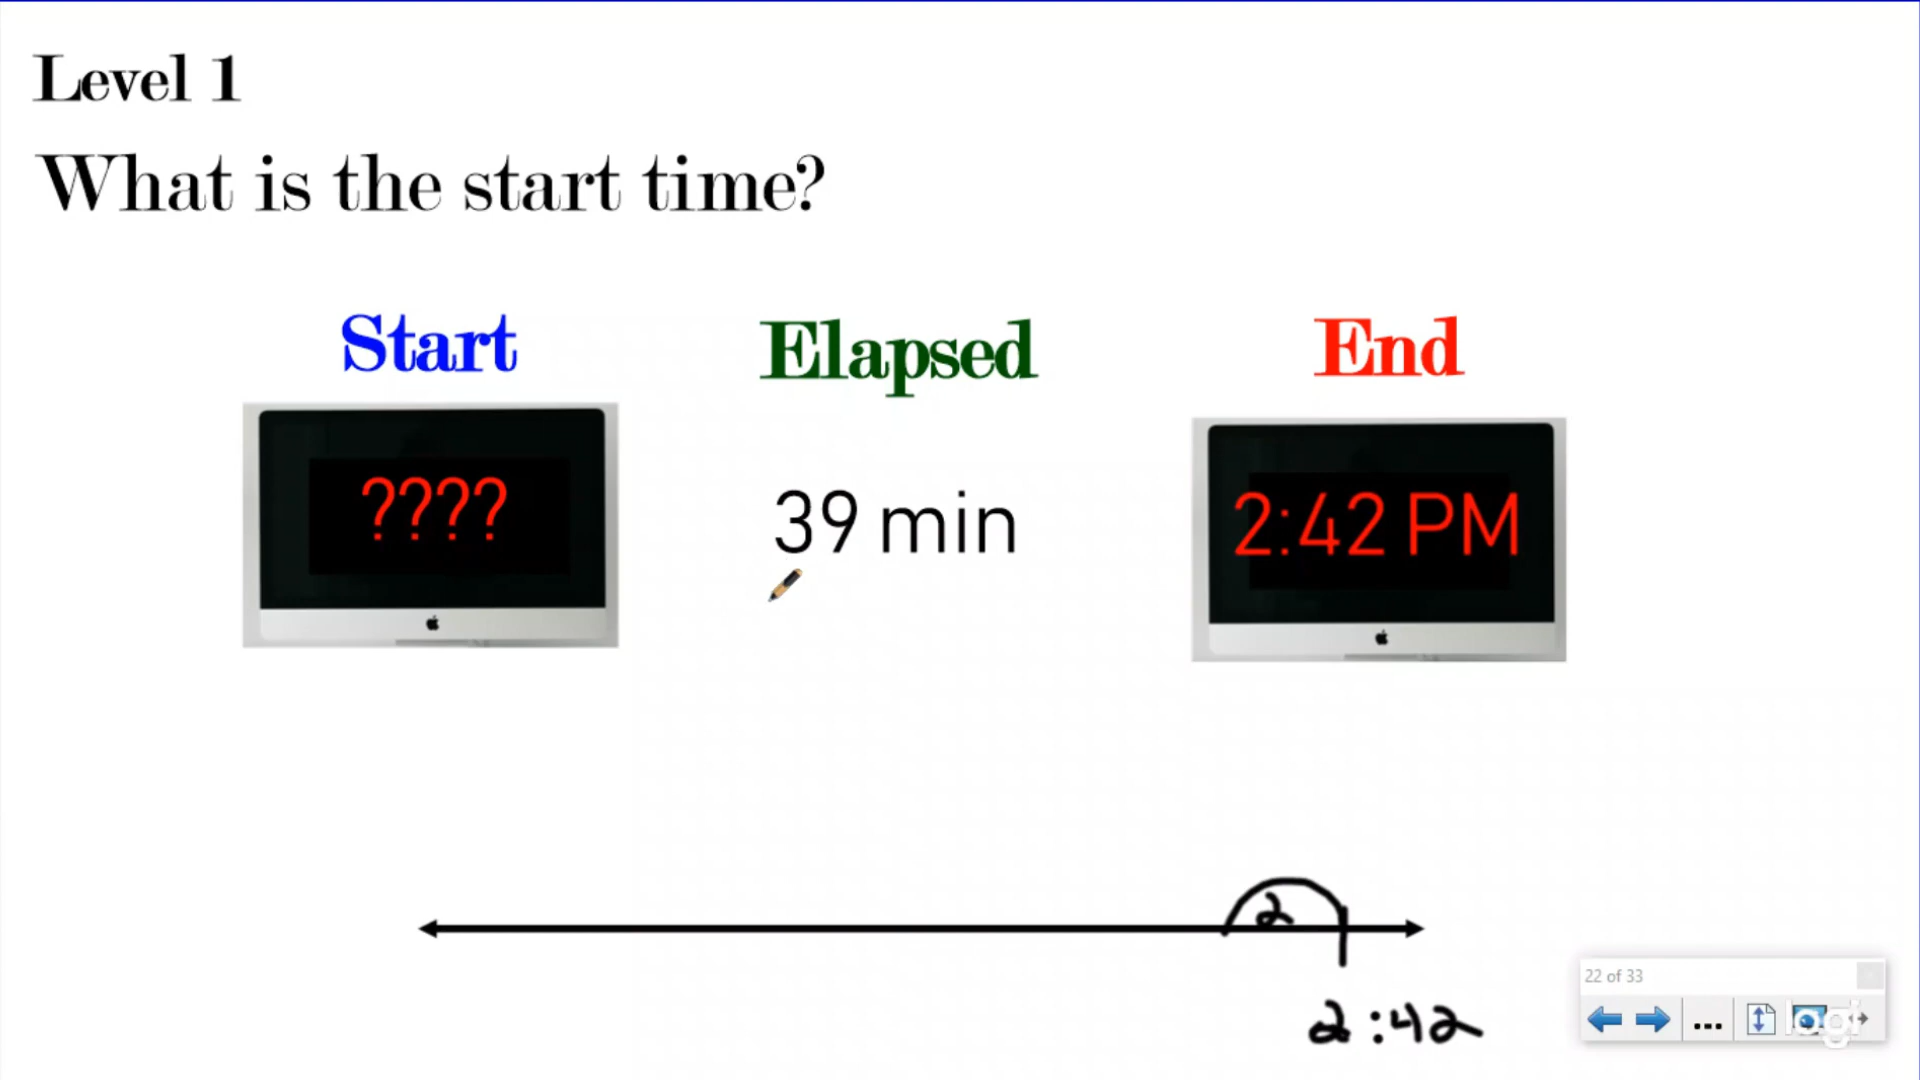 Level 1
What is the start time?
Start
Elapsed
End
????
39 min
2:42 PM
2
2:42
22 of 33
...
logi